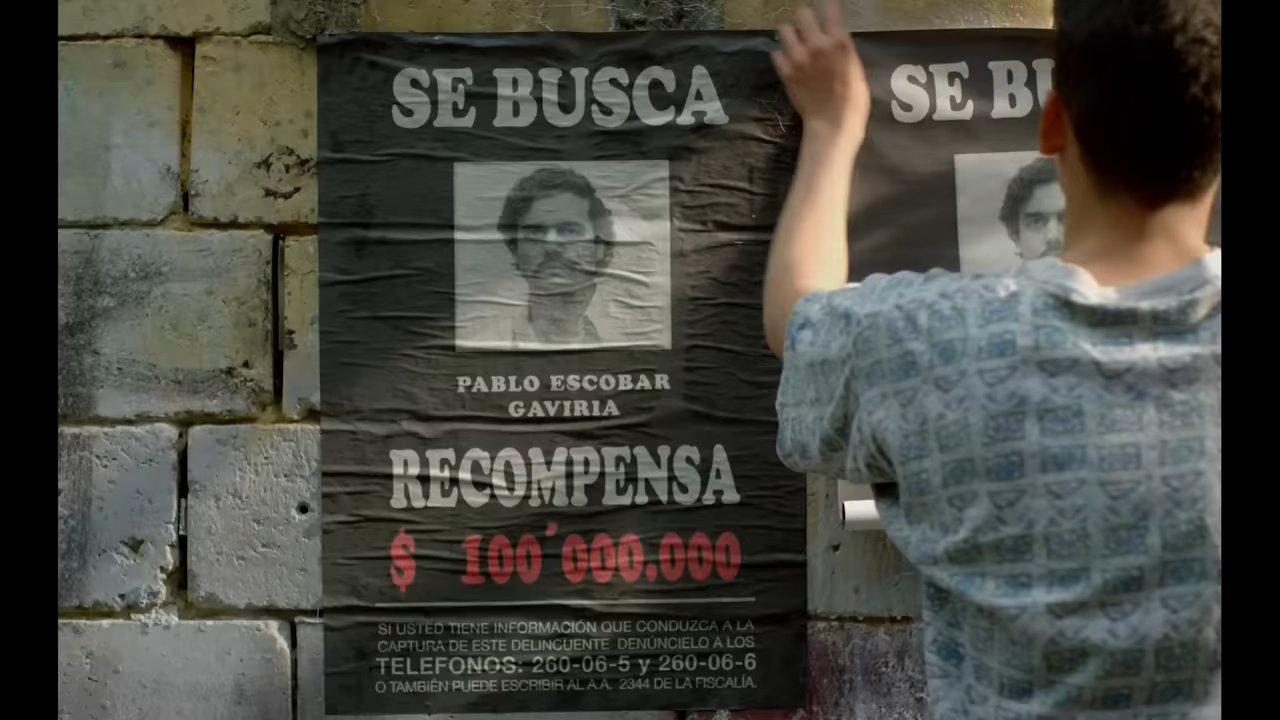 SE BUSCA
PABLO ESCOBAR
GAVIRIA
RECOMPENSA
$ 100'000.000
SI USTED TIENE INFORMACIÓN QUE CONDUZCA A LA
CAPTURA DE ESTE DELINCUENTE DENÚNCIELO A LOS
TELEFONOS: 260-06-5 y 260-06-6
O TAMBIÉN PUEDE ESCRIBIR AL A.A. 2344 DE LA FISCALÍA.
SE BU